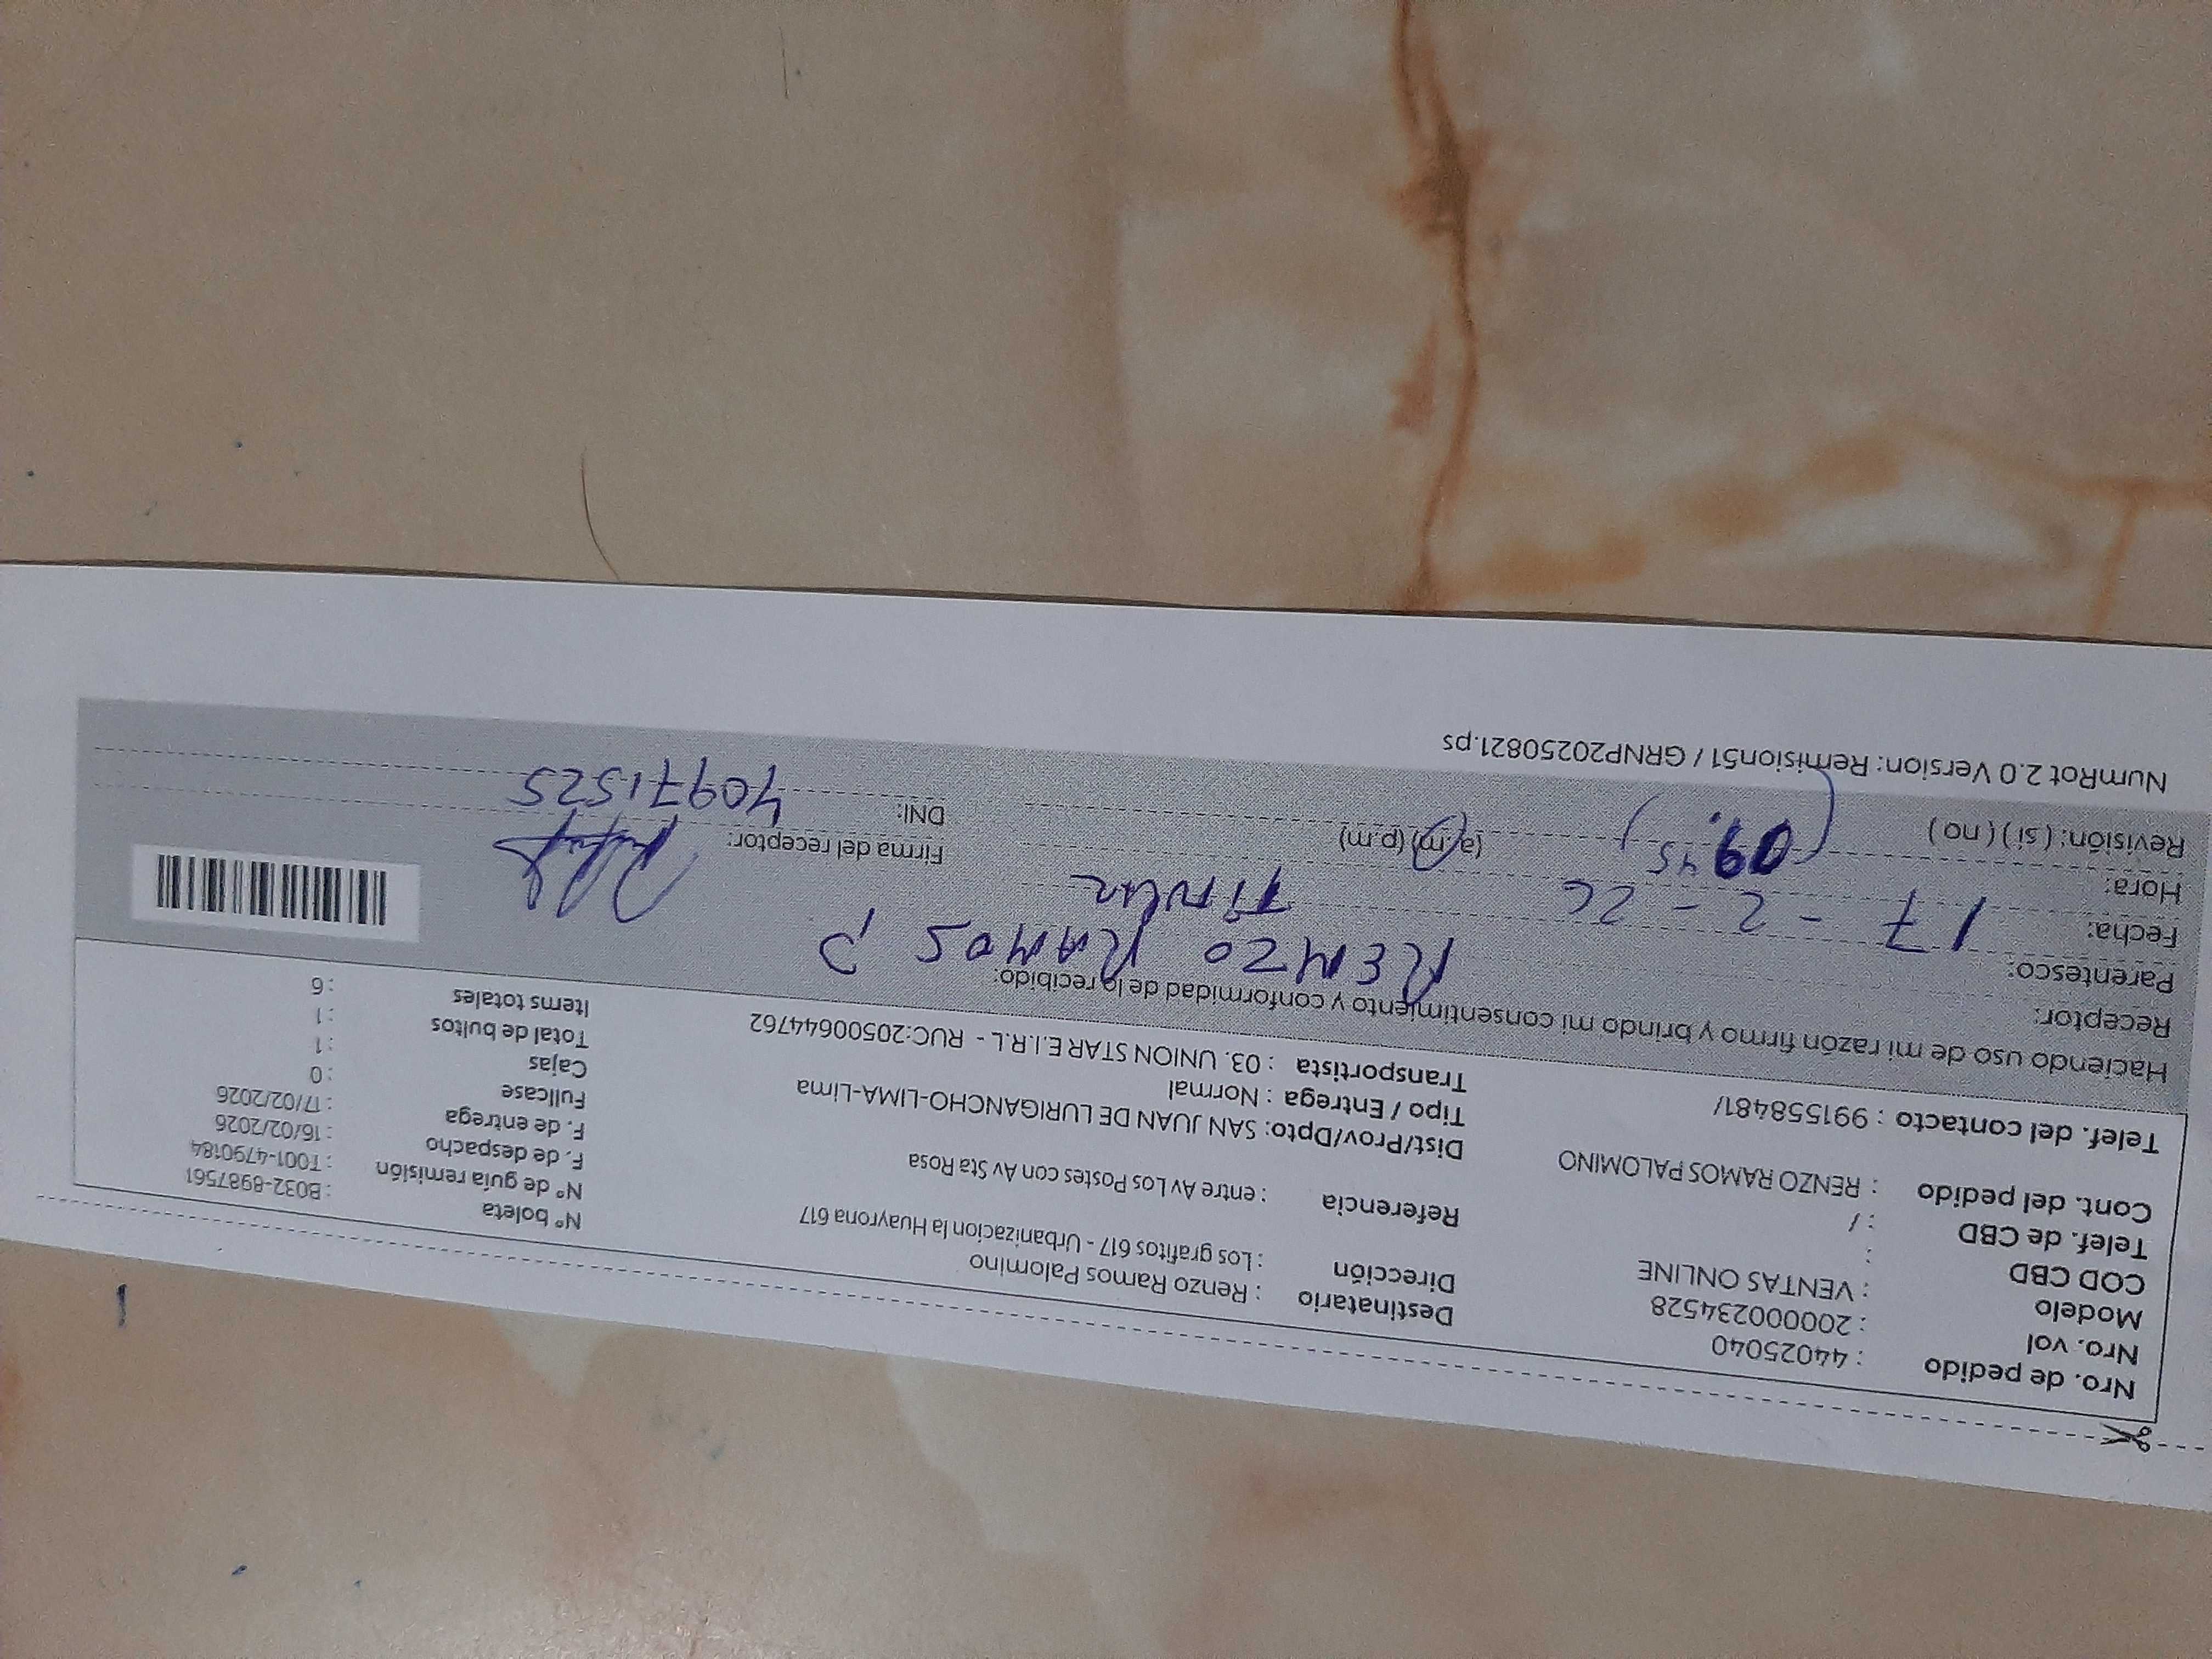 Nro. de pedido : 44025040
Nro. vol : 200000234528
Modelo : VENTAS ONLINE
COD CBD :
Telef. de CBD : /
Cont. del pedido : RENZO RAMOS PALOMINO
Telef. del contacto : 991558481/
Destinatario : Renzo Ramos Palomino
Dirección : Los grafitos 617 - Urbanizacion la Huayrona 617
Referencia : entre Av Los Postes con Av Sta Rosa
Dist/Prov/Dpto: SAN JUAN DE LURIGANCHO-LIMA-Lima
Tipo / Entrega : Normal
Transportista : 03. UNION STAR E.I.R.L - RUC:20500644762
N° boleta : B032-8987561
N° de guía remisión : T001-4790184
F. de despacho : 16/02/2026
F. de entrega : 17/02/2026
Fullcase : 0
Cajas : 1
Total de bultos : 1
Items totales : 6
Haciendo uso de mi razón firmo y brindo mi consentimiento y conformidad de lo recibido:
Receptor: RENZO RAMOS P
Parentesco: TITULAR
Fecha: 17 - 2 - 26
Hora: (09.45) (a.m) (p.m)
Revisión: ( si ) ( no )
Firma del receptor:
DNI: 40971525
NumRot 2.0 Version: Remision51 / GRNP20250821.ps